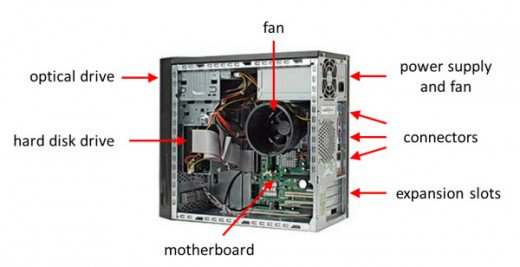 fan
optical drive
power supply
and fan
hard disk drive
connectors
expansion slots
motherboard